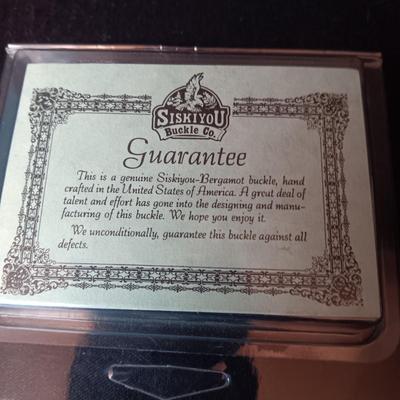 SISKIYOU
Buckle Co.
Guarantee
This is a genuine Siskiyou-Bergamot buckle, hand
crafted in the United States of America. A great deal of
talent and effort has gone into the designing and manu-
facturing of this buckle. We hope you enjoy it.
We unconditionally, guarantee this buckle against all
defects.